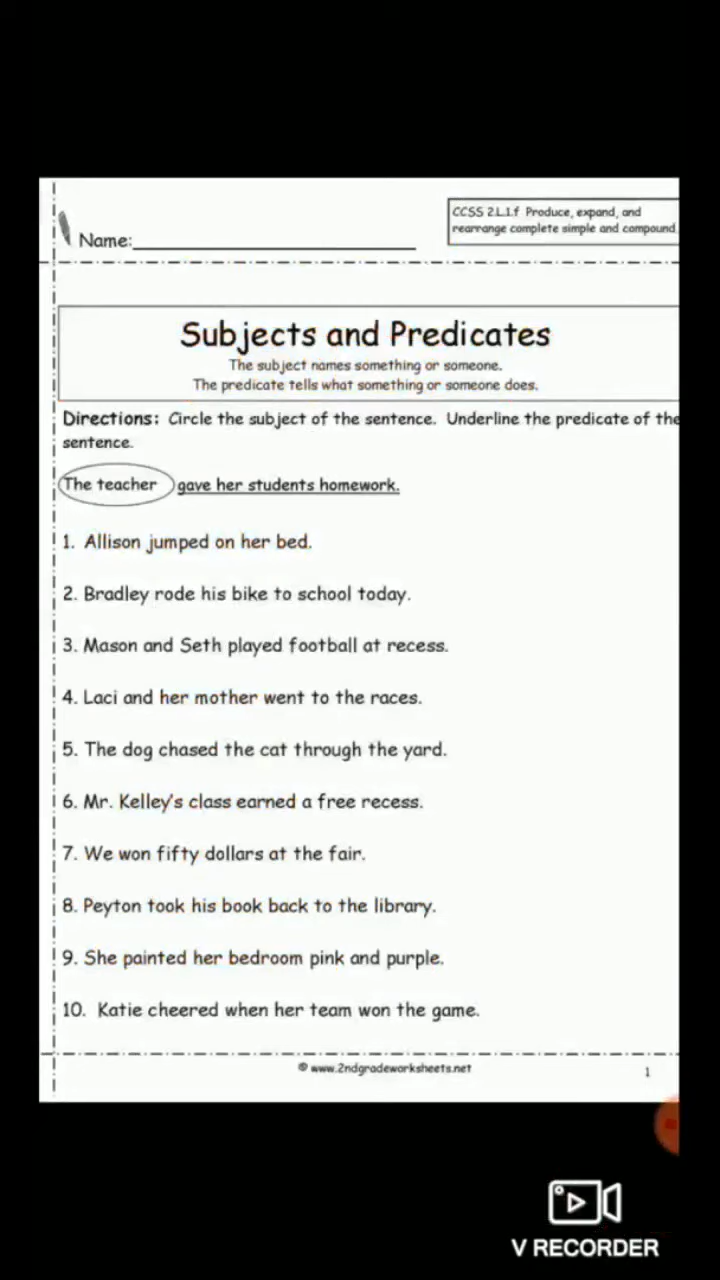 CCSS 2.L.1.f Produce, expand, and
rearrange complete simple and compound
Name:
Subjects and Predicates
The subject names something or someone.
The predicate tells what something or someone does.
Directions: Circle the subject of the sentence. Underline the predicate of the
sentence.
The teacher gave her students homework.
1. Allison jumped on her bed.
2. Bradley rode his bike to school today.
3. Mason and Seth played football at recess.
4. Laci and her mother went to the races.
5. The dog chased the cat through the yard.
6. Mr. Kelley's class earned a free recess.
7. We won fifty dollars at the fair.
8. Peyton took his book back to the library.
9. She painted her bedroom pink and purple.
10. Katie cheered when her team won the game.
© www.2ndgradeworksheets.net
1
V RECORDER